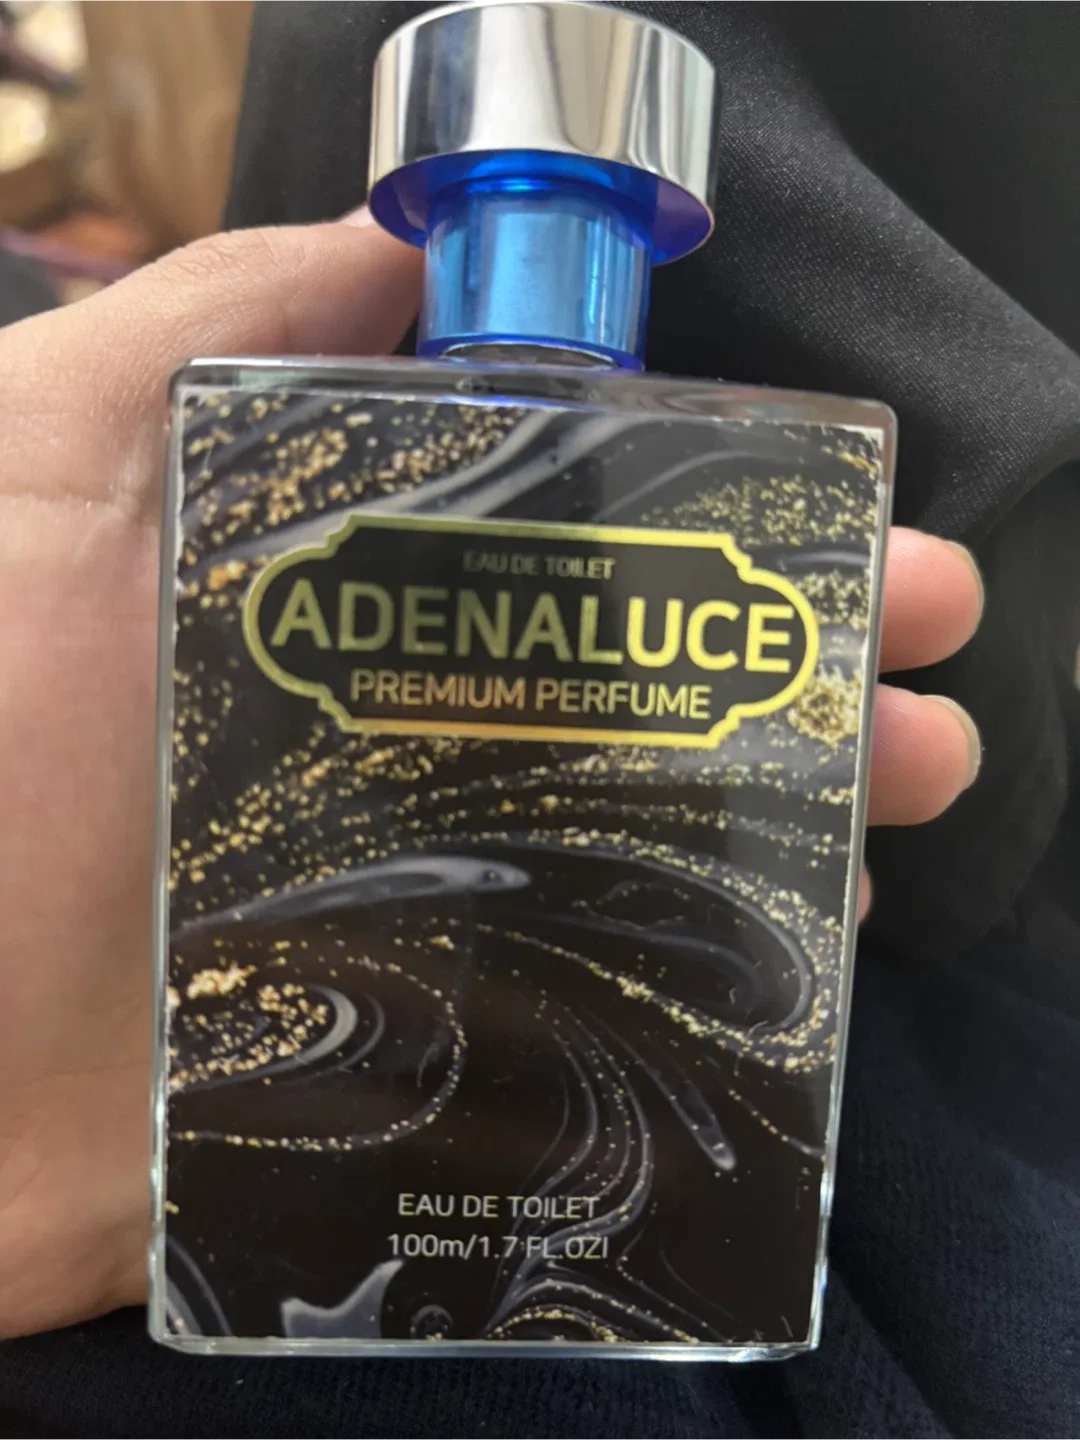 EAU DE TOILET
ADENALUCE
PREMIUM PERFUME
EAU DE TOILET
100m/1.7 FL.OZI